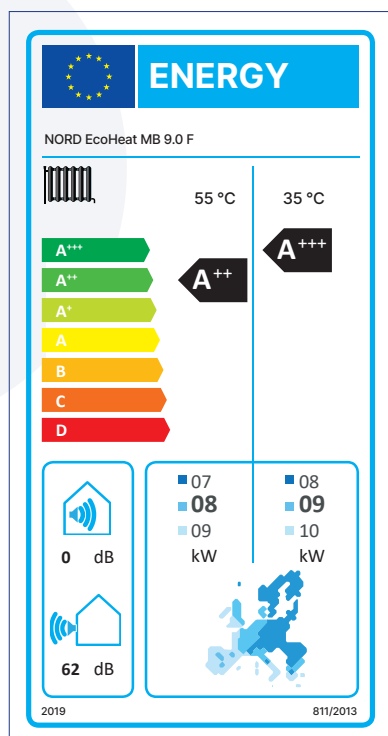 ENERGY
NORD EcoHeat MB 9.0 F
55 °C 35 °C
A+++
A++
A+
A
B
C
D
A++
A+++
0 dB
62 dB
07
08
09
kW
08
09
10
kW
2019 811/2013